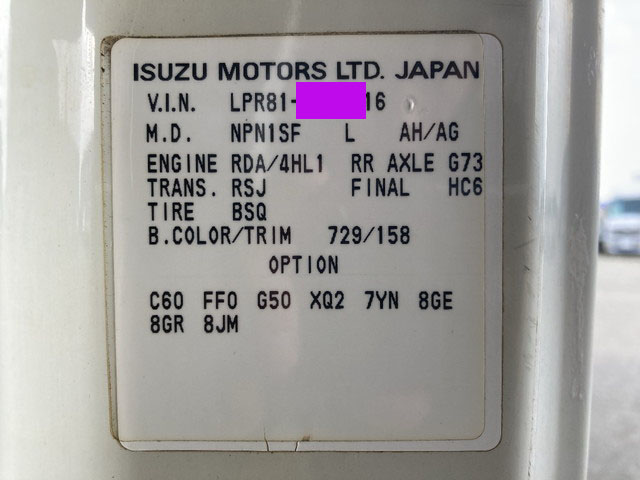 ISUZU MOTORS LTD. JAPAN
V.I.N. LPR81- 16
M.D. NPN1SF L AH/AG
ENGINE RDA/4HL1 RR AXLE G73
TRANS. RSJ FINAL HC6
TIRE BSQ
B.COLOR/TRIM 729/158
OPTION
C60 FF0 G50 XQ2 7YN 8GE
8GR 8JM